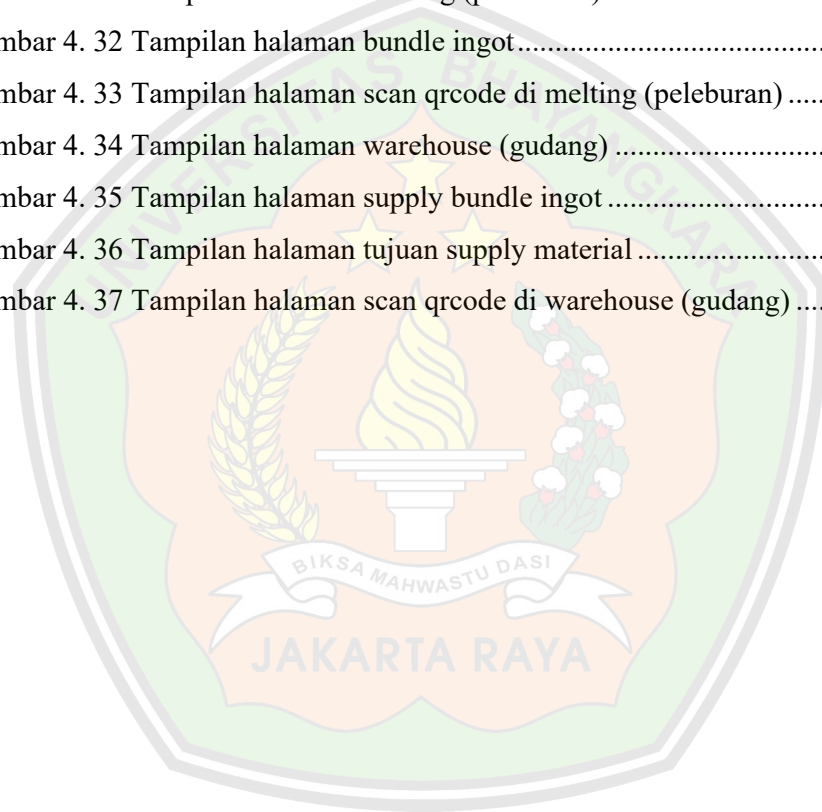 mbar 4. 32 Tampilan halaman bundle ingot....................................
mbar 4. 33 Tampilan halaman scan qrcode di melting (peleburan) .....
mbar 4. 34 Tampilan halaman warehouse (gudang) .........................
mbar 4. 35 Tampilan halaman supply bundle ingot ..........................
mbar 4. 36 Tampilan halaman tujuan supply material ......................
mbar 4. 37 Tampilan halaman scan qrcode di warehouse (gudang) ....
UNIVERSITAS BHAYANGKARA
BIKSA MAHWASTU DASI
JAKARTA RAYA